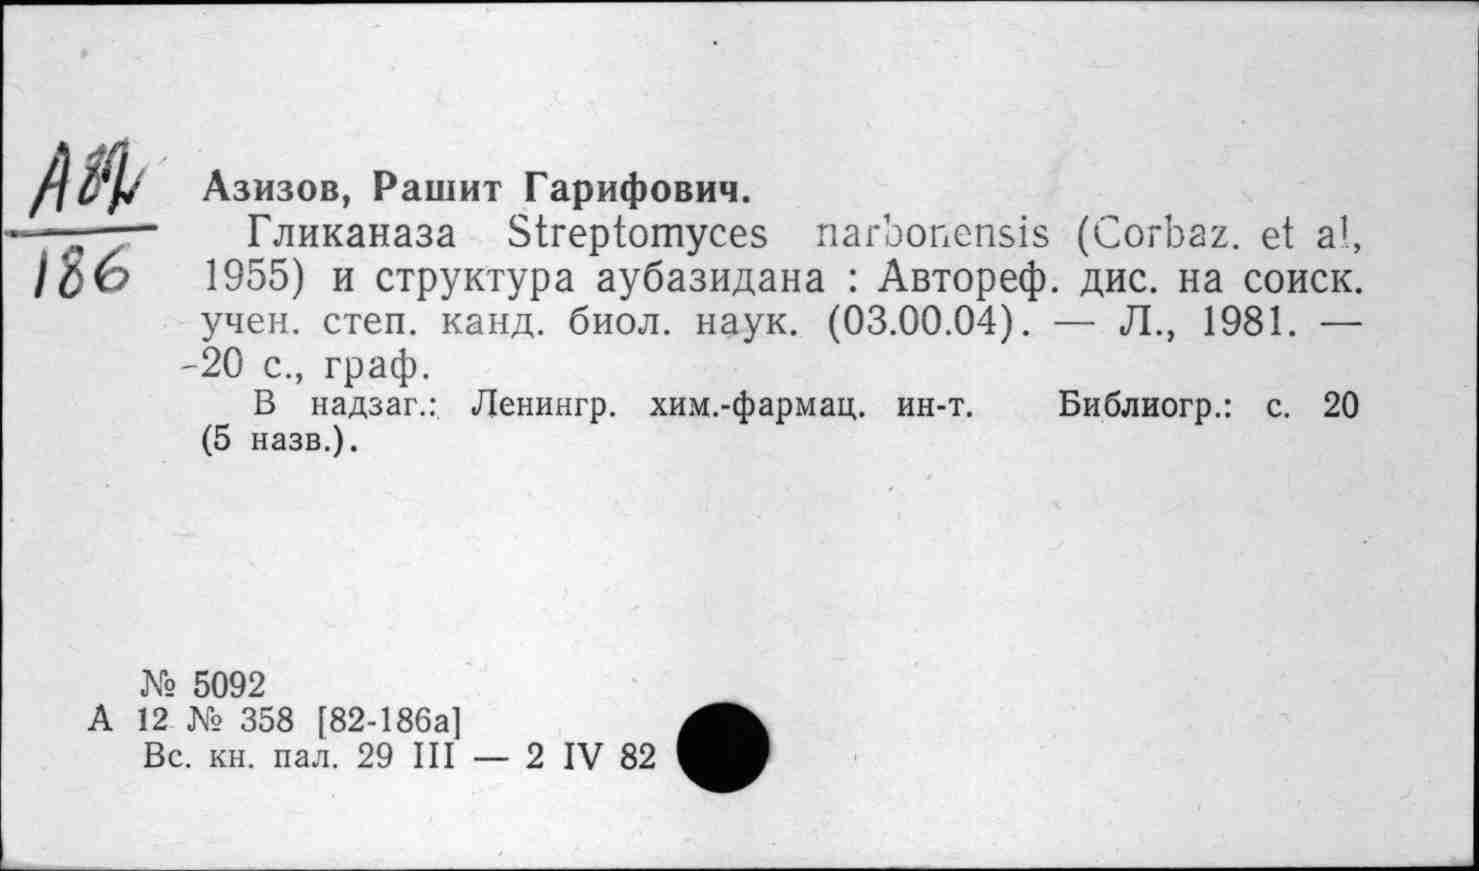 Азизов, Рашит Гарифович.
Гликаназа Streptomyces narbonensis (Corbaz. et al,
186
1955) и структура аубазидана : Автореф. дис. на соиск.
учен. степ. канд. биол. наук. (03.00.04). — Л., 1981. —
-20 с., граф.
В надзаг.: Ленингр. хим.-фармац. ин-т. Библиогр.: с. 20
(5 назв.).
№ 5092
А 12 № 358 [82-186а]
Вс. кн. пал. 29 III — 2 IV 82